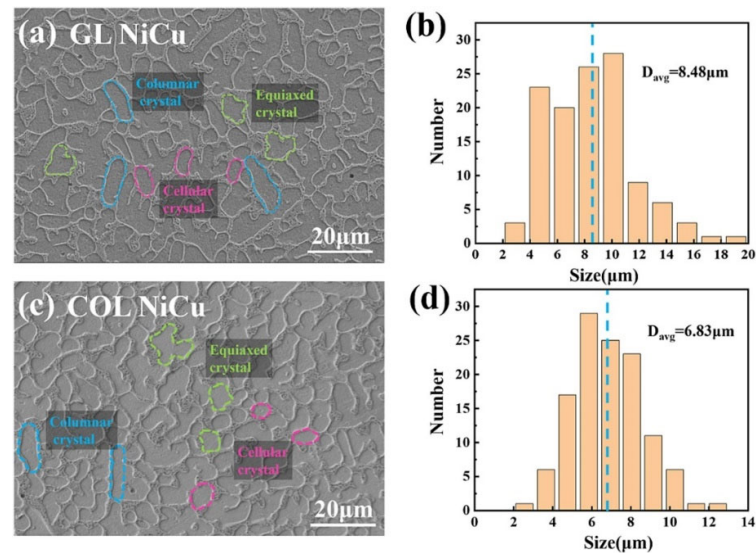 (a) GL NiCu
Columnar
crystal
Equiaxed
crystal
Cellular
crystal
20μm
(b)
30
25
20
15
10
5
0
Number
D_avg=8.48μm
0 2 4 6 8 10 12 14 16 18 20
Size(μm)
(c) COL NiCu
Equiaxed
crystal
Columnar
crystal
Cellular
crystal
20μm
(d)
30
25
20
15
10
5
0
Number
D_avg=6.83μm
0 2 4 6 8 10 12 14
Size(μm)